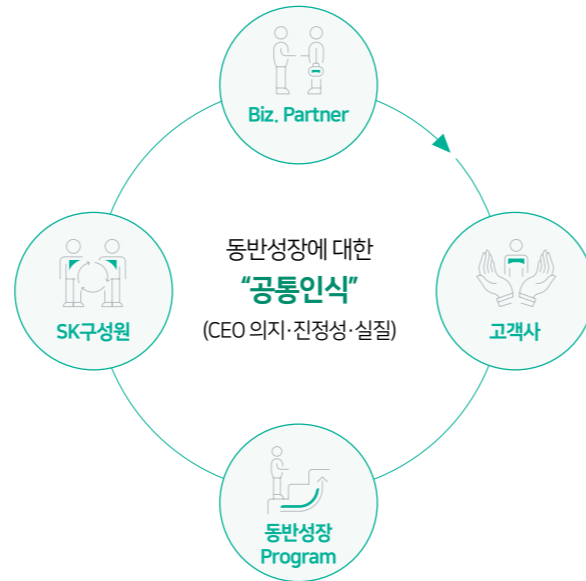 Biz. Partner
동반성장에 대한
“공통인식”
(CEO 의지·진정성·실질)
SK구성원
고객사
동반성장
Program